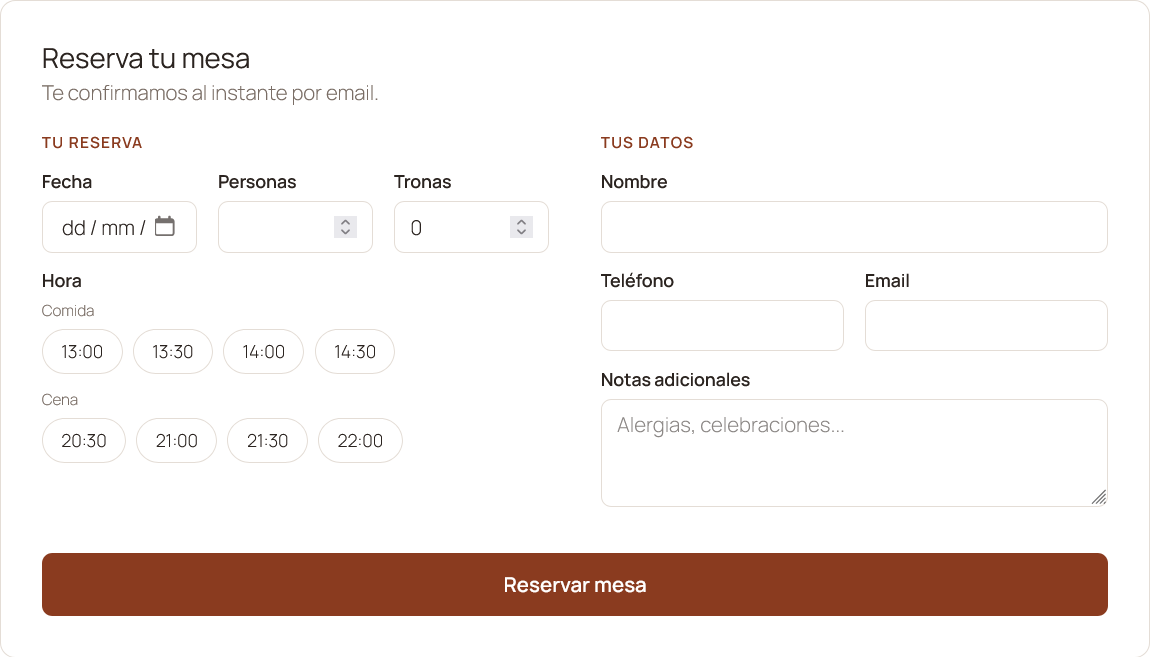 Reserva tu mesa
Te confirmamos al instante por email.
TU RESERVA
Fecha Personas Tronas
dd / mm / 0
Hora
Comida
13:00 13:30 14:00 14:30
Cena
20:30 21:00 21:30 22:00
TUS DATOS
Nombre
Teléfono Email
Notas adicionales
Alergias, celebraciones...
Reservar mesa